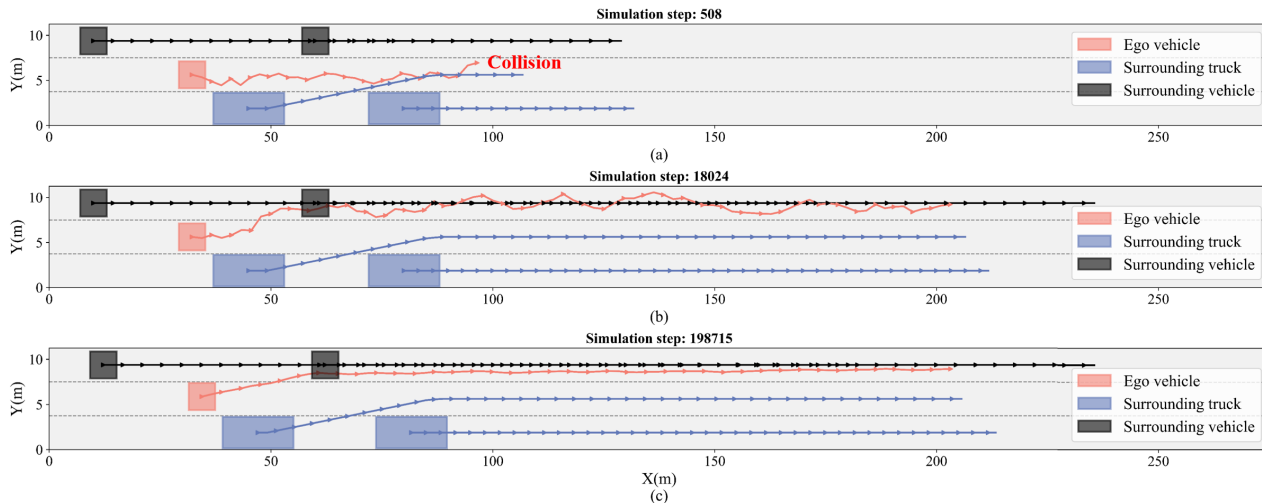 Simulation step: 508
Y(m)
10
5
0
Collision
Ego vehicle
Surrounding truck
Surrounding vehicle
0 50 100 150 200 250
(a)
Simulation step: 18024
Y(m)
10
5
0
Ego vehicle
Surrounding truck
Surrounding vehicle
0 50 100 150 200 250
(b)
Simulation step: 198715
Y(m)
10
5
0
Ego vehicle
Surrounding truck
Surrounding vehicle
0 50 100 150 200 250
X(m)
(c)